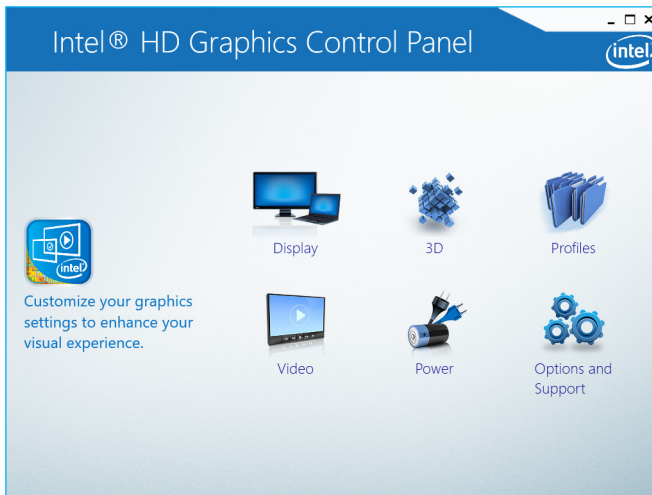 Intel® HD Graphics Control Panel
intel
Display
3D
Profiles
intel
Customize your graphics
settings to enhance your
visual experience.
Video
Power
Options and
Support